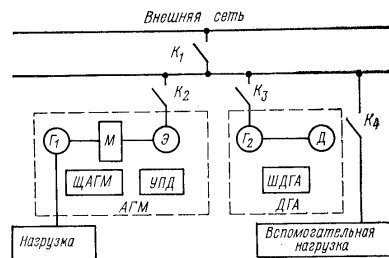 Внешняя сеть
К1
К2
К3
К4
Г1
М
Э
Г2
Д
ЩАГМ
УПД
ШДГА
АГМ
ДГА
Нагрузка
Вспомогательная
нагрузка